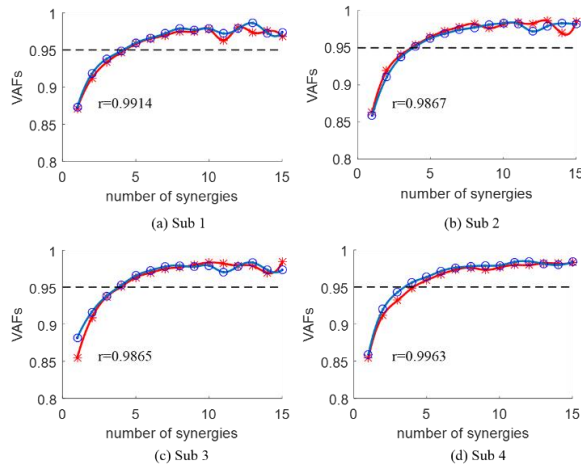 1
0.95
0.9
0.85
0.8
VAFs
r=0.9914
0 5 10 15
number of synergies
(a) Sub 1
1
0.95
0.9
0.85
0.8
VAFs
r=0.9867
0 5 10 15
number of synergies
(b) Sub 2
1
0.95
0.9
0.85
0.8
VAFs
r=0.9865
0 5 10 15
number of synergies
(c) Sub 3
1
0.95
0.9
0.85
0.8
VAFs
r=0.9963
0 5 10 15
number of synergies
(d) Sub 4